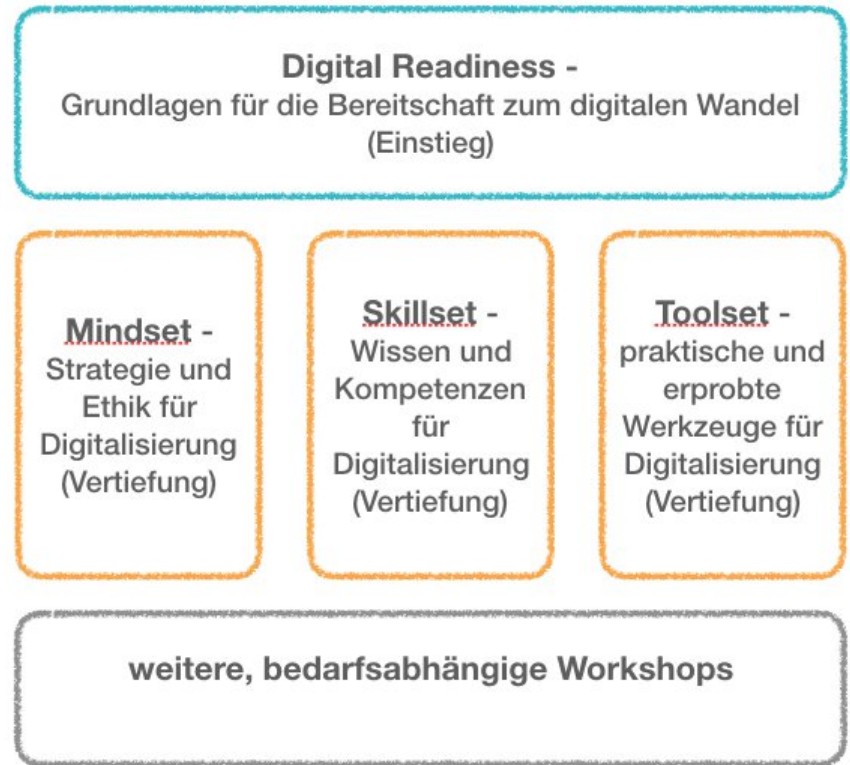 Digital Readiness -
Grundlagen für die Bereitschaft zum digitalen Wandel
(Einstieg)
Mindset -
Strategie und
Ethik für
Digitalisierung
(Vertiefung)
Skillset -
Wissen und
Kompetenzen
für
Digitalisierung
(Vertiefung)
Toolset -
praktische und
erprobte
Werkzeuge für
Digitalisierung
(Vertiefung)
weitere, bedarfsabhängige Workshops